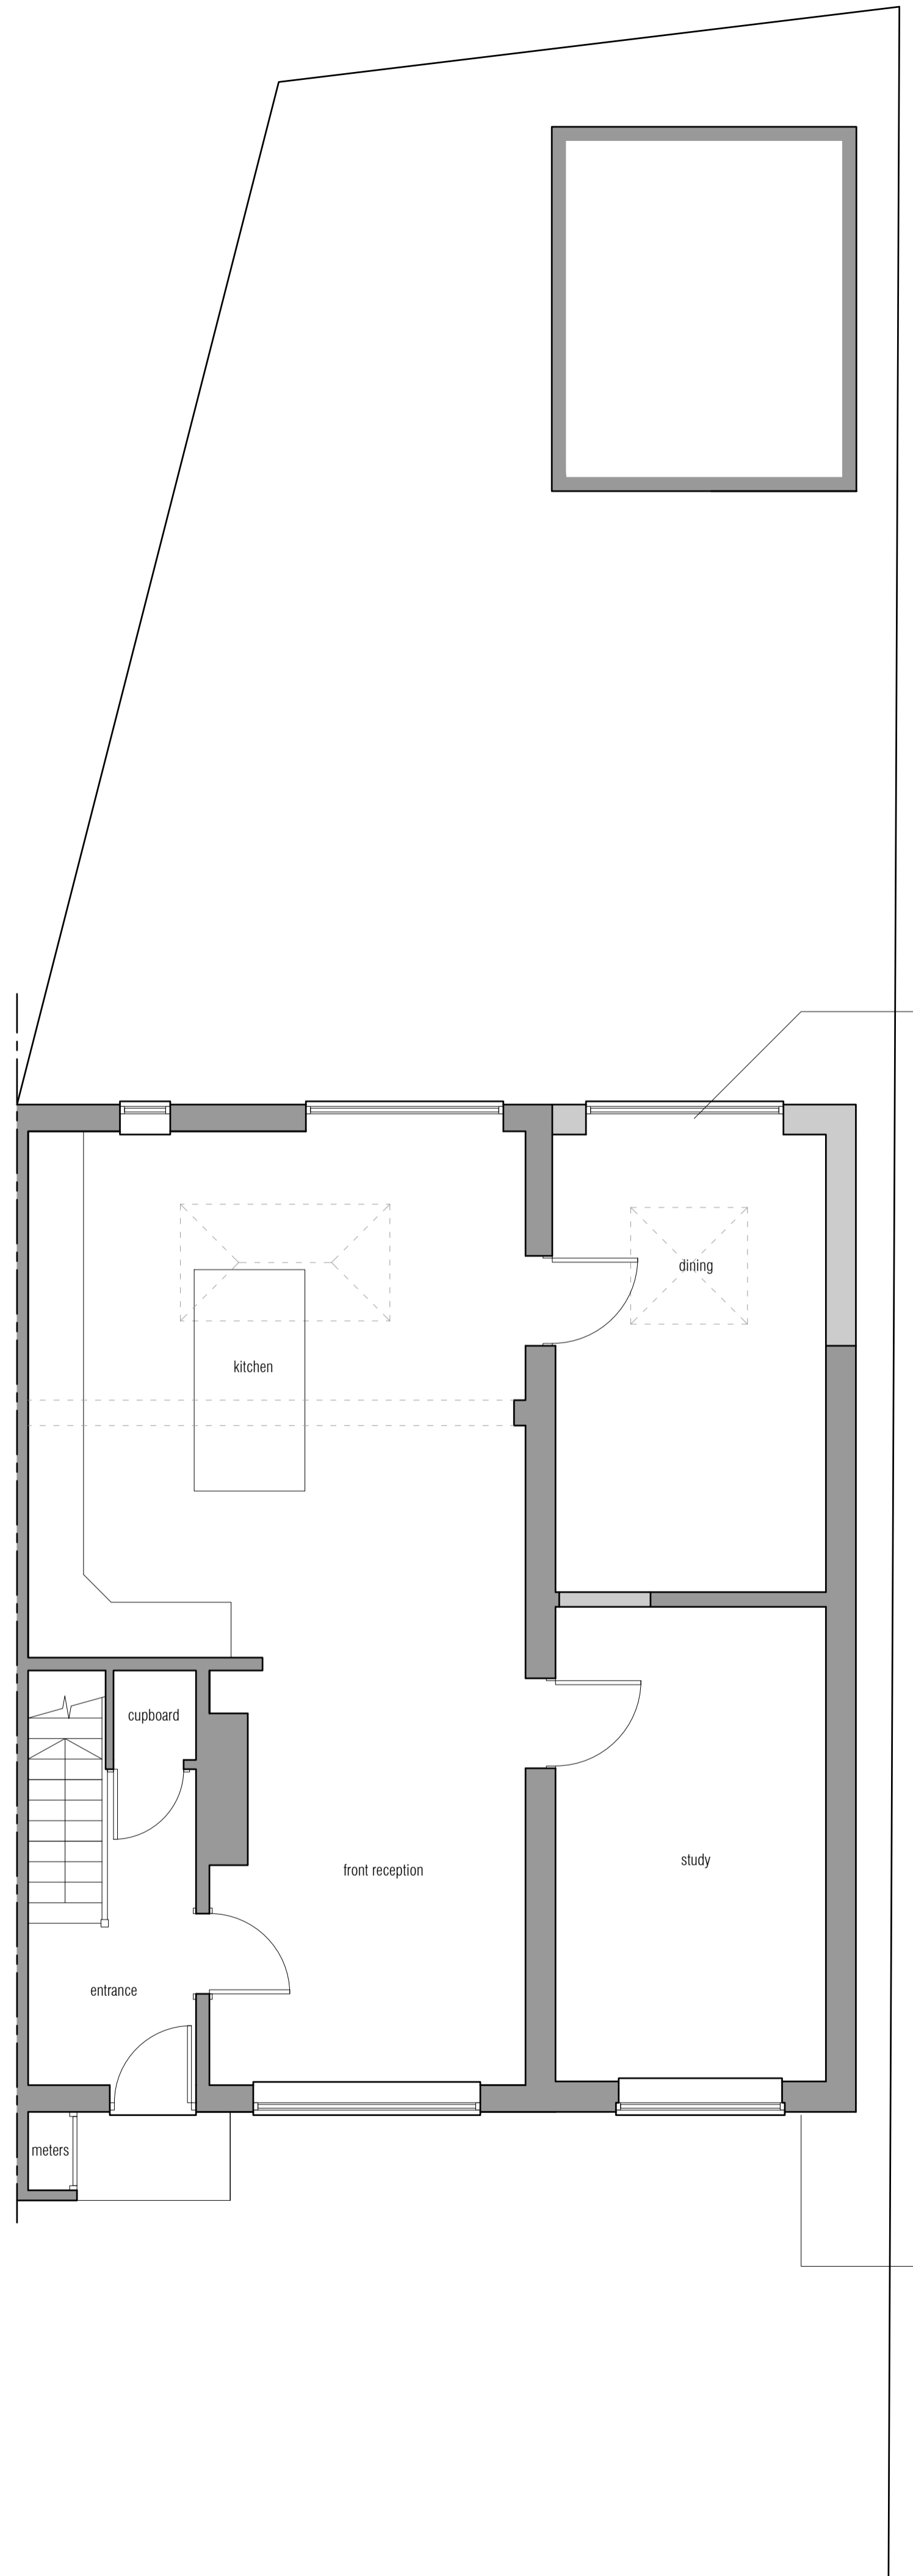 dining
kitchen
cupboard
study
front reception
entrance
meters